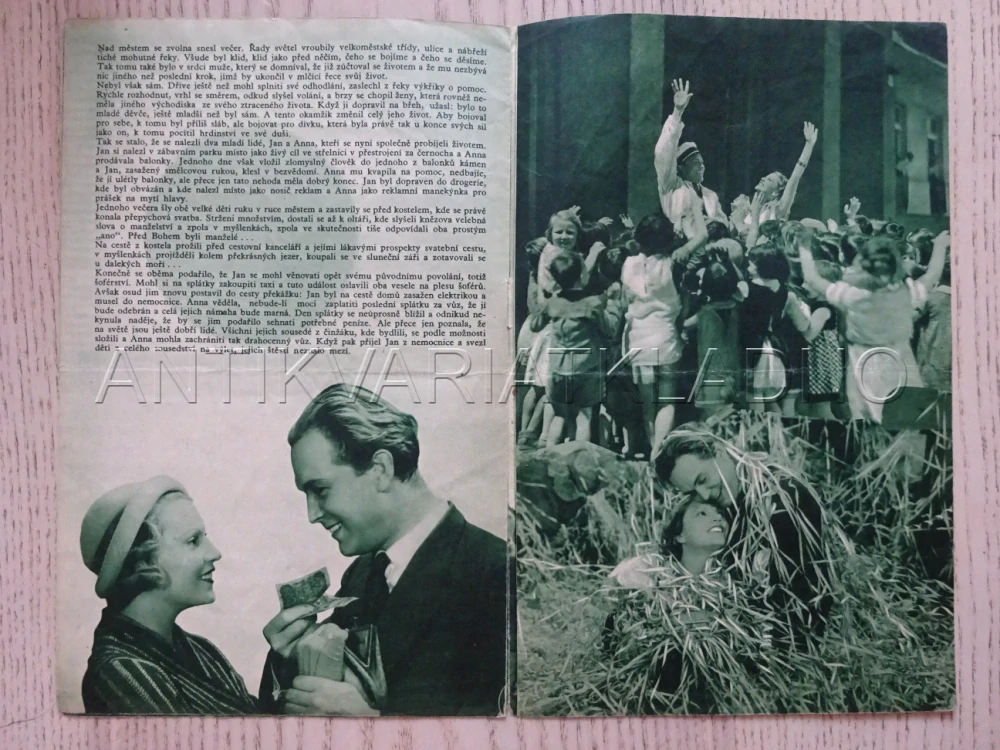 Nad městem se zvolna snesl večer. Řady světel vroubily velkoměstské třídy, ulice a nábřeží
tiché mohutné řeky. Všude byl klid, klid jako před něčím, čeho se bojíme a čeho se děsíme.
Tak tomu také bylo v srdci muže, který se domníval, že již zúčtoval se životem a že mu nezbývá
nic jiného než poslední krok, jímž by ukončil v mlčící řece svůj život.
Nebyl však sám. Dříve ještě než mohl splniti své odhodlání, zaslechl z řeky výkřiky o pomoc.
Rychle rozhodnut, vrhl se směrem, odkud slyšel volání, a brzy se chopil ženy, která rovněž ne-
měla jiného východiska ze svého ztraceného života. Když ji dopravil na břeh, užasl: bylo to
mladé děvče, ještě mladší než byl sám. A tento okamžik změnil celý jeho život. Aby bojoval
pro sebe, k tomu byl příliš sláb, ale bojovat pro dívku, která byla právě tak u konce svých sil
jako on, k tomu pocítil hrdinství ve své duši.
Tak se stalo, že se nalezli dva mladí lidé, Jan a Anna, kteří se nyní společně probíjeli životem.
Jan si nalezl v zábavním parku místo jako živý cíl ve střelnici v přestrojení za černocha a Anna
prodávala balonky. Jednoho dne však vložil zlomyslný člověk do jednoho z balonků kámen
a Jan, zasažený smělcovou rukou, klesl v bezvědomí. Anna mu kvapila na pomoc, nedbajíc,
že jí ulétly balonky, ale přece jen tato nehoda měla dobrý konec. Jan byl dopraven do drogerie,
kde byl obvázán a kde nalezl místo jako nosič reklam a Anna jako reklamní manekýnka pro
prášek na mytí hlavy.
Jednoho večera šly obě velké děti ruku v ruce městem a zastavily se před kostelem, kde se právě
konala přepychová svatba. Strženi množstvím, dostali se až k oltáři, kde slyšeli knězova velebná
slova o manželství a zpola v myšlenkách, zpola ve skutečnosti tiše odpovídali oba prostým
„ano“. Před Bohem byli manželé . . .
Na cestě z kostela prožili před cestovní kanceláří a jejími lákavými prospekty svatební cestu,
v myšlenkách projížděli kolem překrásných jezer, koupali se ve sluneční záři a zotavovali se
u dalekých moří . . .
Konečně se oběma podařilo, že Jan se mohl věnovati opět svému původnímu povolání, totiž
šoférství. Mohl si na splátky zakoupiti taxi a tuto událost oslavili oba vesele na plesu šoférů.
Avšak osud jim znovu postavil do cesty překážku: Jan byl na cestě domů zasažen elektrikou a
musel do nemocnice. Anna věděla, nebude-li moci zaplatiti poslední splátku za vůz, že jí
bude odebrán a celá jejich námaha bude marná. Den splátky se neúprosně blížil a odnikud ne-
kynula naděje, že by se jim podařilo sehnati potřebné peníze. Ale přece jen poznala, že
na světě jsou ještě dobří lidé. Všichni jejich sousedé z činžáku, kde bydlili, se podle možnosti
složili a Anna mohla zachrániti tak drahocenný vůz. Když pak přijel Jan z nemocnice a svezl
děti z celého sousedství na výlet, jejich štěstí neznalo mezí.
ANTIKVARIATKLADLO